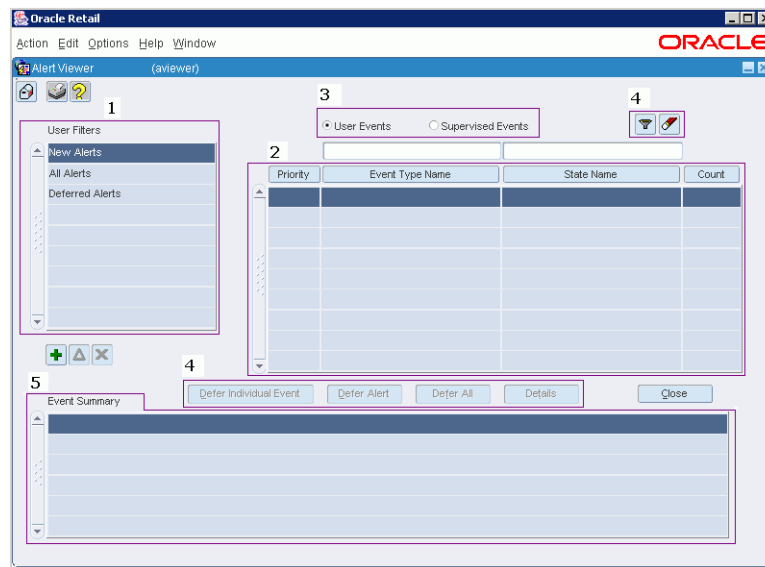 Oracle Retail
Action Edit Options Help Window
ORACLE
Alert Viewer (aviewer)
1
3
4
User Filters
User Events Supervised Events
New Alerts
2
All Alerts
Priority Event Type Name State Name Count
Deferred Alerts
4
5
Defer Individual Event Defer Alert Defer All Details Close
Event Summary